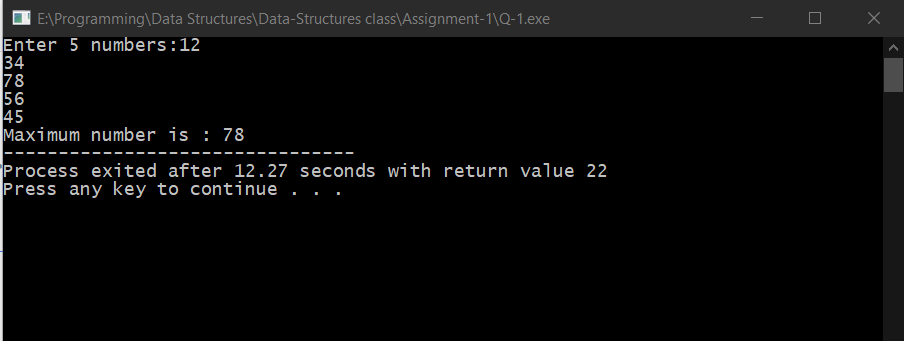 E:\Programming\Data Structures\Data-Structures class\Assignment-1\Q-1.exe
Enter 5 numbers:12
34
78
56
45
Maximum number is : 78
--------------------------------
Process exited after 12.27 seconds with return value 22
Press any key to continue . . .